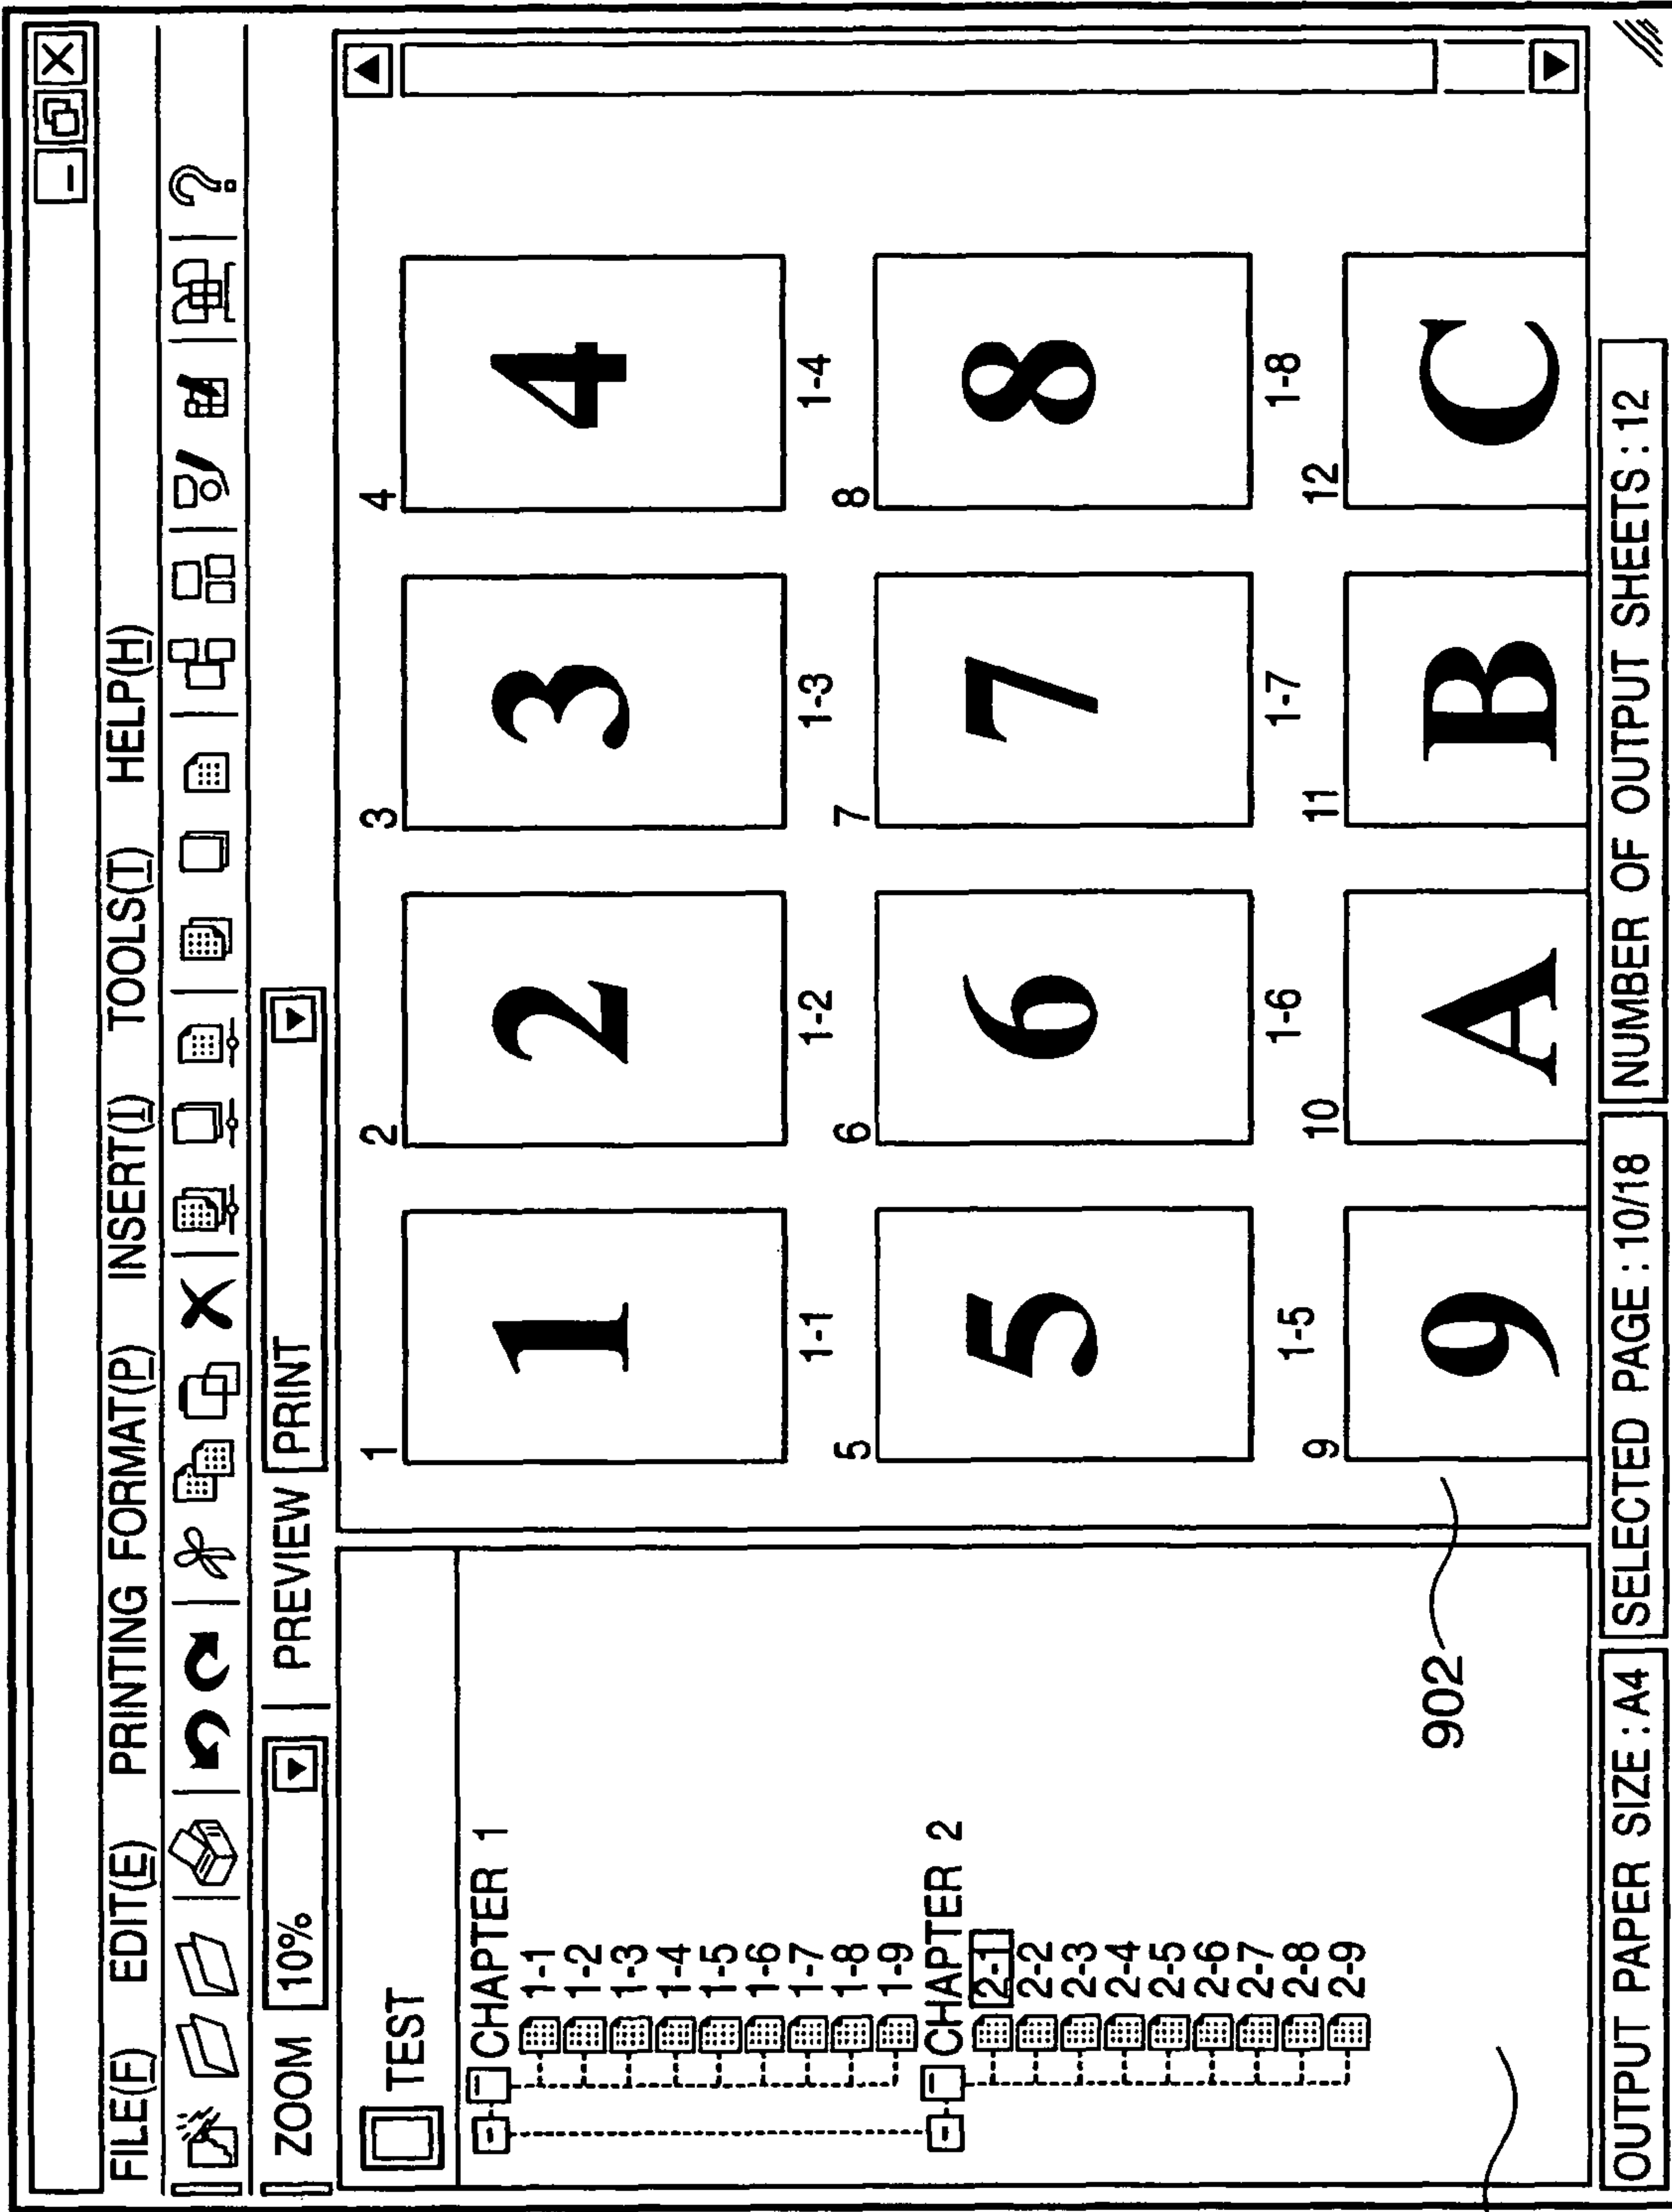 FILE(F) EDIT(E) PRINTING FORMAT(P) INSERT(I) TOOLS(T) HELP(H)
?
ZOOM 10% PREVIEW PRINT
TEST
CHAPTER 1
1-1
1-2
1-3
1-4
1-5
1-6
1-7
1-8
1-9
CHAPTER 2
2-1
2-2
2-3
2-4
2-5
2-6
2-7
2-8
2-9
902
1 2 3 4
1 2 3 4
1-1 1-2 1-3 1-4
5 6 7 8
5 6 7 8
1-5 1-6 1-7 1-8
9 10 11 12
9 A B C
OUTPUT PAPER SIZE : A4 SELECTED PAGE : 10/18 NUMBER OF OUTPUT SHEETS : 12